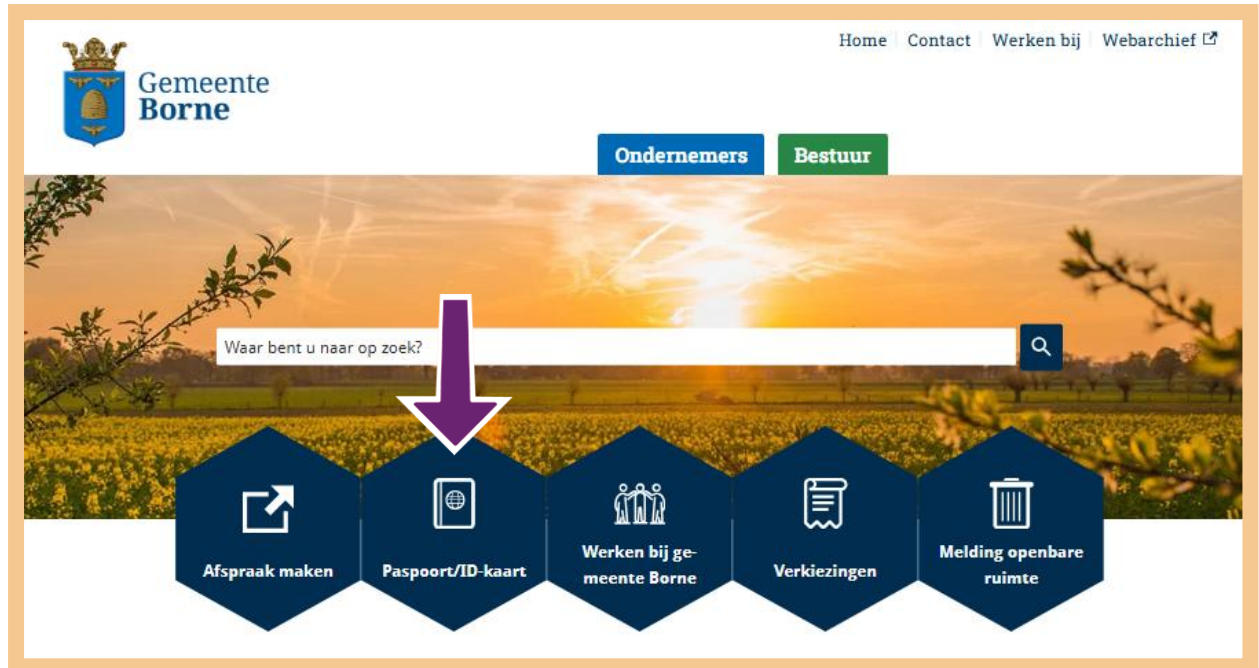 Gemeente
Borne
Home Contact Werken bij Webarchief
Ondernemers Bestuur
Waar bent u naar op zoek?
Afspraak maken
Paspoort/ID-kaart
Werken bij ge-
meente Borne
Verkiezingen
Melding openbare
ruimte